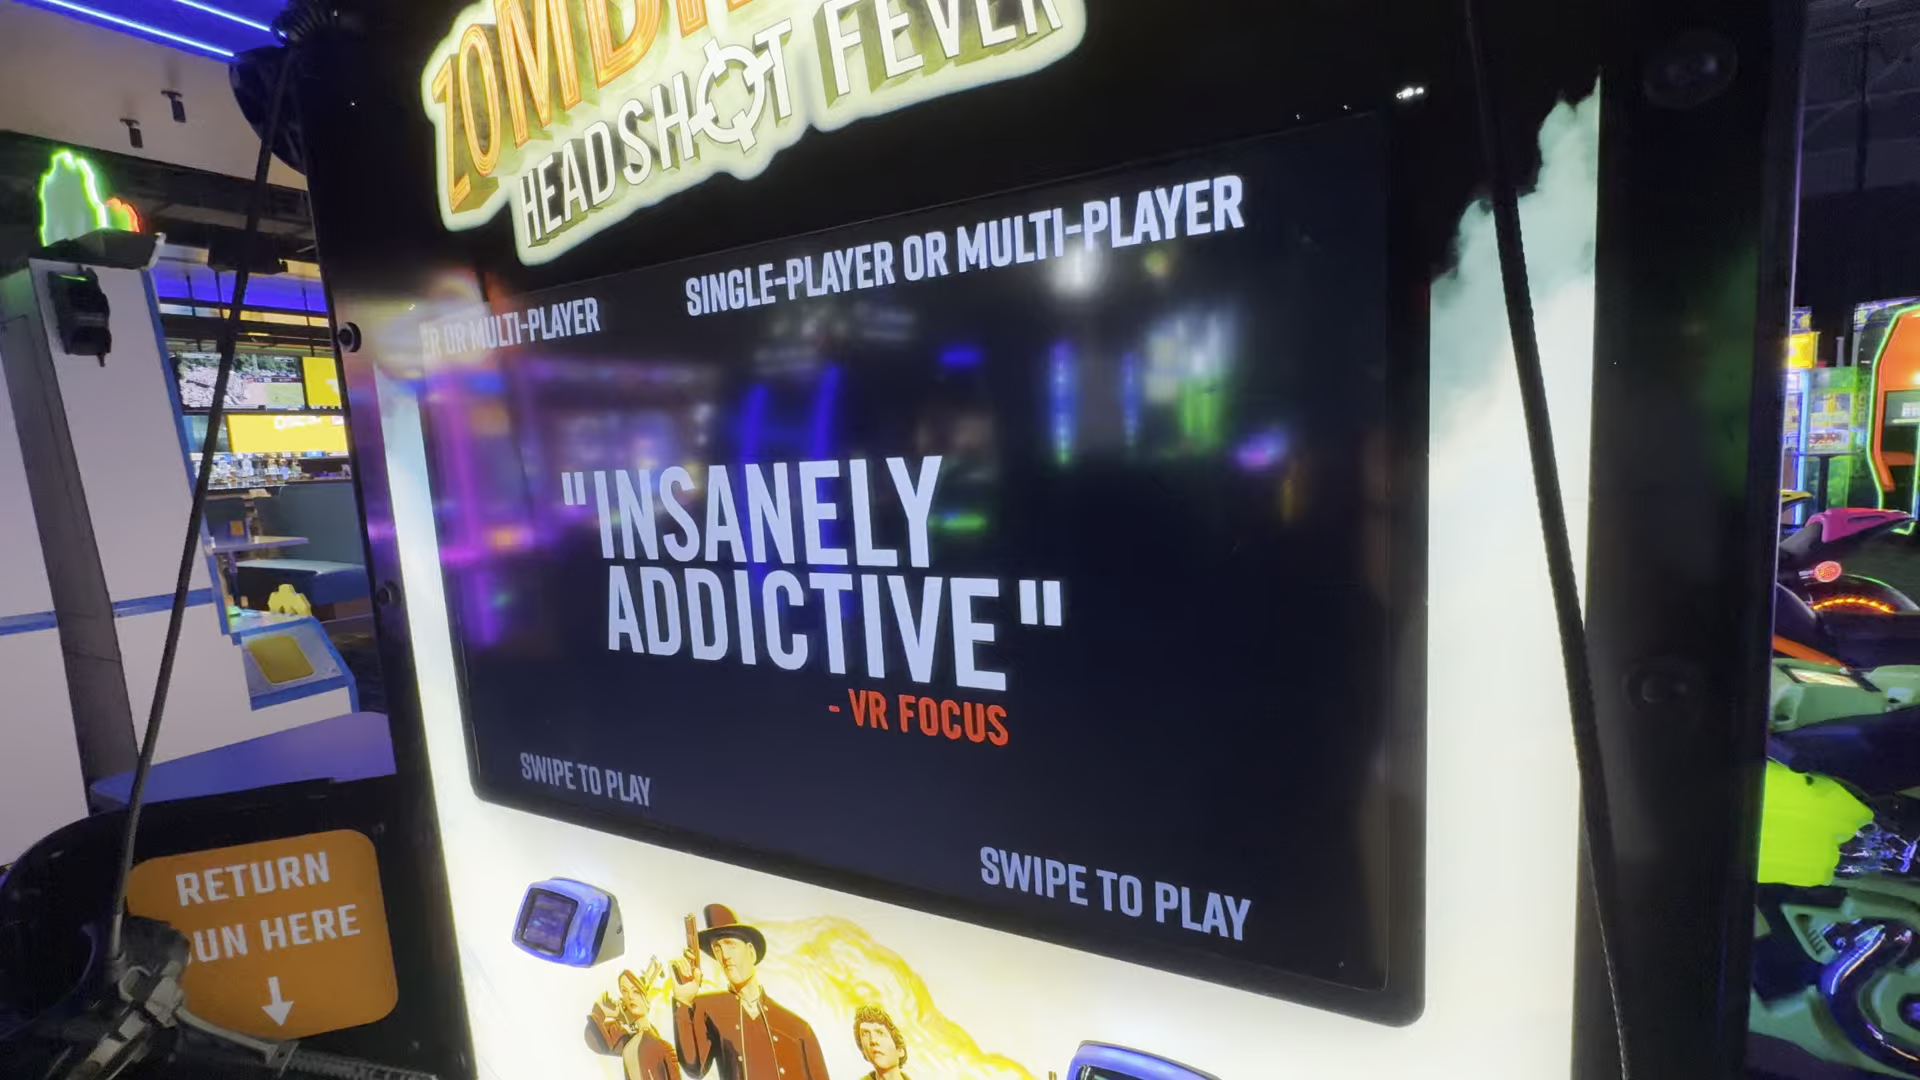 HEADSHOT FEVER
SINGLE-PLAYER OR MULTI-PLAYER
ER OR MULTI-PLAYER
"INSANELY
ADDICTIVE"
- VR FOCUS
SWIPE TO PLAY
SWIPE TO PLAY
RETURN
UN HERE